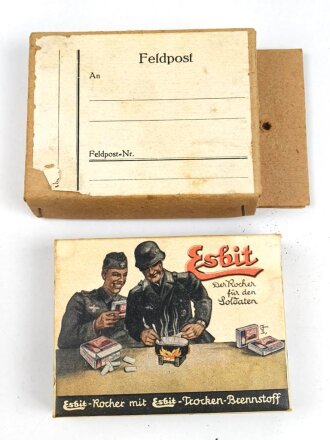 Feldpost
An
Feldpost-Nr.
Esbit
Der Kocher
für den
Soldaten
Esbit-Kocher mit Esbit-Trocken-Brennstoff